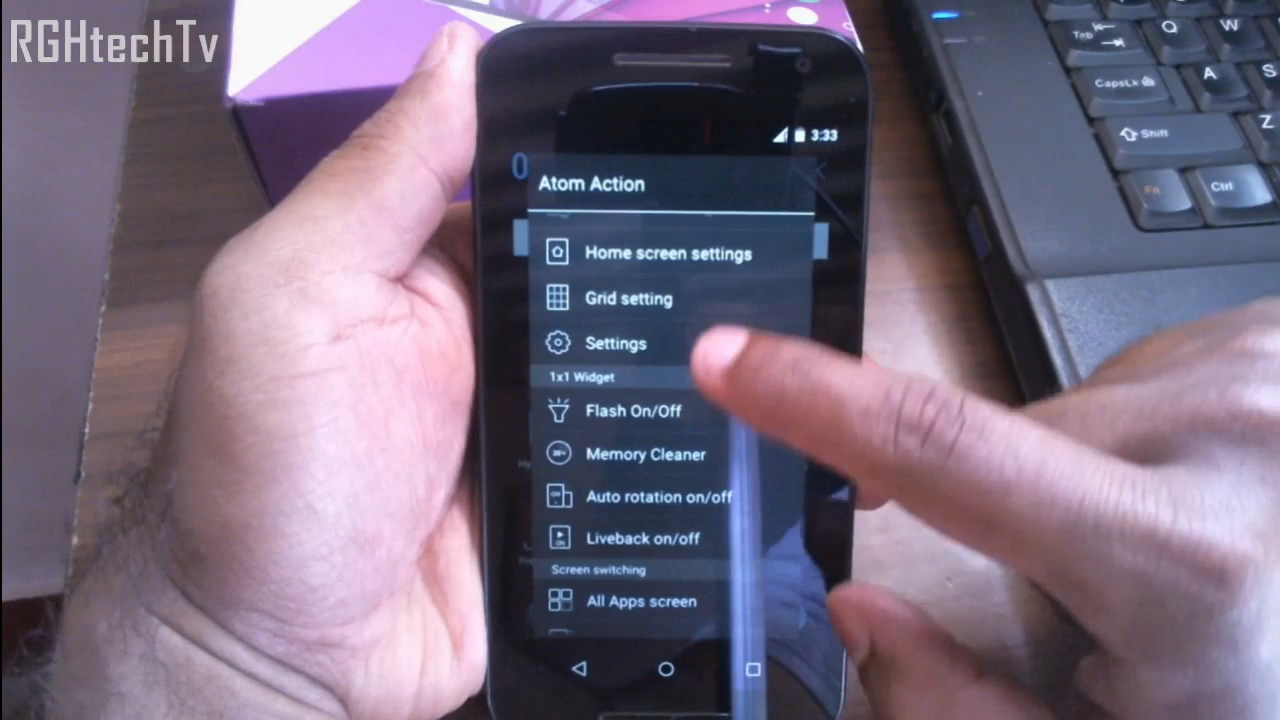 RGHtechTv
3:33
Atom Action
Home screen settings
Grid setting
Settings
1x1 Widget
Flash On/Off
Memory Cleaner
Auto rotation on/off
Liveback on/off
Screen switching
All Apps screen
Tab
Q
W
CapsLk
A
S
Shift
Z
Fn
Ctrl